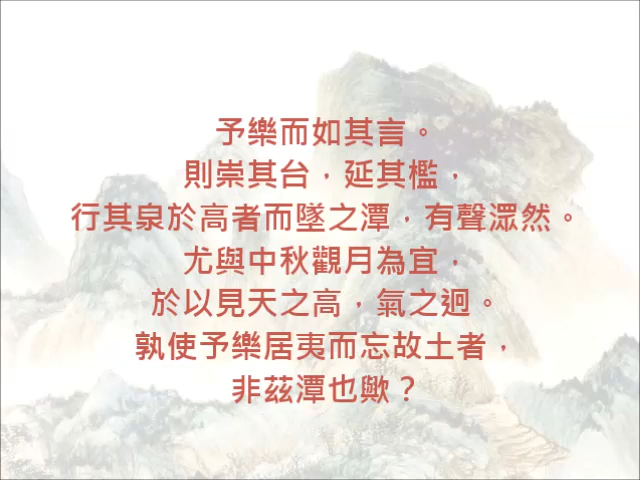 予樂而如其言。
則崇其台，延其檻，
行其泉於高者而墜之潭，有聲潀然。
尤與中秋觀月為宜，
於以見天之高，氣之迥。
孰使予樂居夷而忘故土者，
非茲潭也歟？